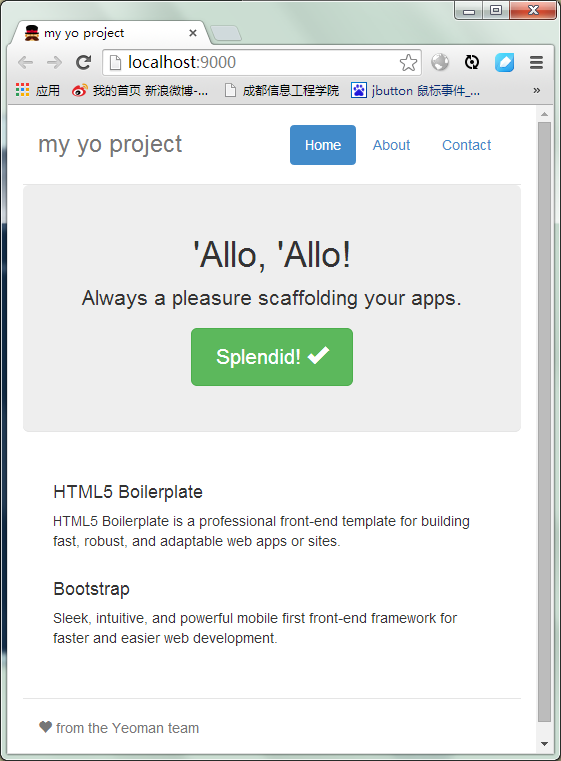 my yo project
localhost:9000
应用 我的首页 新浪微博-... 成都信息工程学院 jbutton 鼠标事件_... »
my yo project Home About Contact
'Allo, 'Allo!
Always a pleasure scaffolding your apps.
Splendid!
HTML5 Boilerplate
HTML5 Boilerplate is a professional front-end template for building
fast, robust, and adaptable web apps or sites.
Bootstrap
Sleek, intuitive, and powerful mobile first front-end framework for
faster and easier web development.
from the Yeoman team